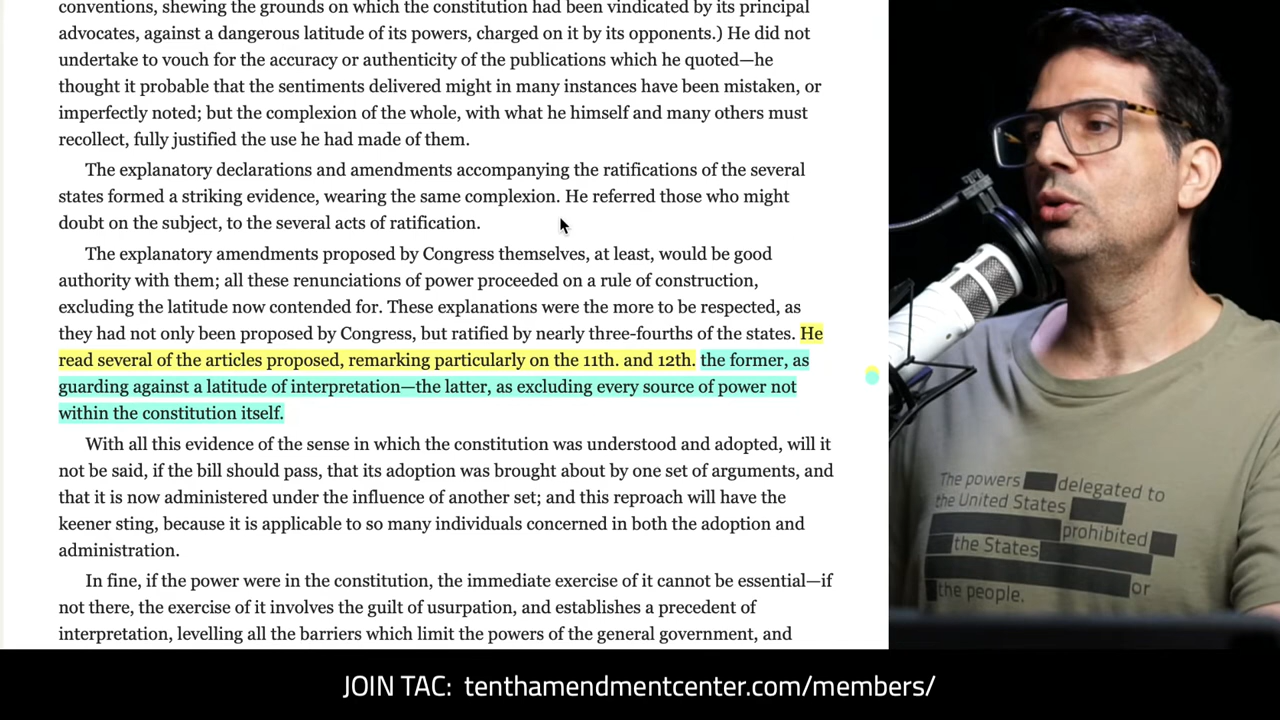 conventions, shewing the grounds on which the constitution had been vindicated by its principal
advocates, against a dangerous latitude of its powers, charged on it by its opponents.) He did not
undertake to vouch for the accuracy or authenticity of the publications which he quoted—he
thought it probable that the sentiments delivered might in many instances have been mistaken, or
imperfectly noted; but the complexion of the whole, with what he himself and many others must
recollect, fully justified the use he had made of them.
The explanatory declarations and amendments accompanying the ratifications of the several
states formed a striking evidence, wearing the same complexion. He referred those who might
doubt on the subject, to the several acts of ratification.
The explanatory amendments proposed by Congress themselves, at least, would be good
authority with them; all these renunciations of power proceeded on a rule of construction,
excluding the latitude now contended for. These explanations were the more to be respected, as
they had not only been proposed by Congress, but ratified by nearly three-fourths of the states. He
read several of the articles proposed, remarking particularly on the 11th. and 12th. the former, as
guarding against a latitude of interpretation—the latter, as excluding every source of power not
within the constitution itself.
With all this evidence of the sense in which the constitution was understood and adopted, will it
not be said, if the bill should pass, that its adoption was brought about by one set of arguments, and
that it is now administered under the influence of another set; and this reproach will have the
keener sting, because it is applicable to so many individuals concerned in both the adoption and
administration.
In fine, if the power were in the constitution, the immediate exercise of it cannot be essential—if
not there, the exercise of it involves the guilt of usurpation, and establishes a precedent of
interpretation, levelling all the barriers which limit the powers of the general government, and
The powers delegated to
the United States
prohibited
the States
or
the people.
JOIN TAC: tenthamendmentcenter.com/members/